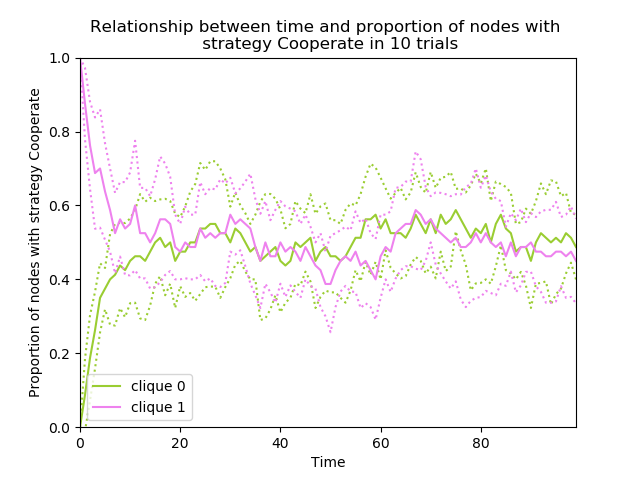 Relationship between time and proportion of nodes with
strategy Cooperate in 10 trials
Proportion of nodes with strategy Cooperate
1.0
0.8
0.6
0.4
0.2
0.0
clique 0
clique 1
0
20
40
60
80
Time